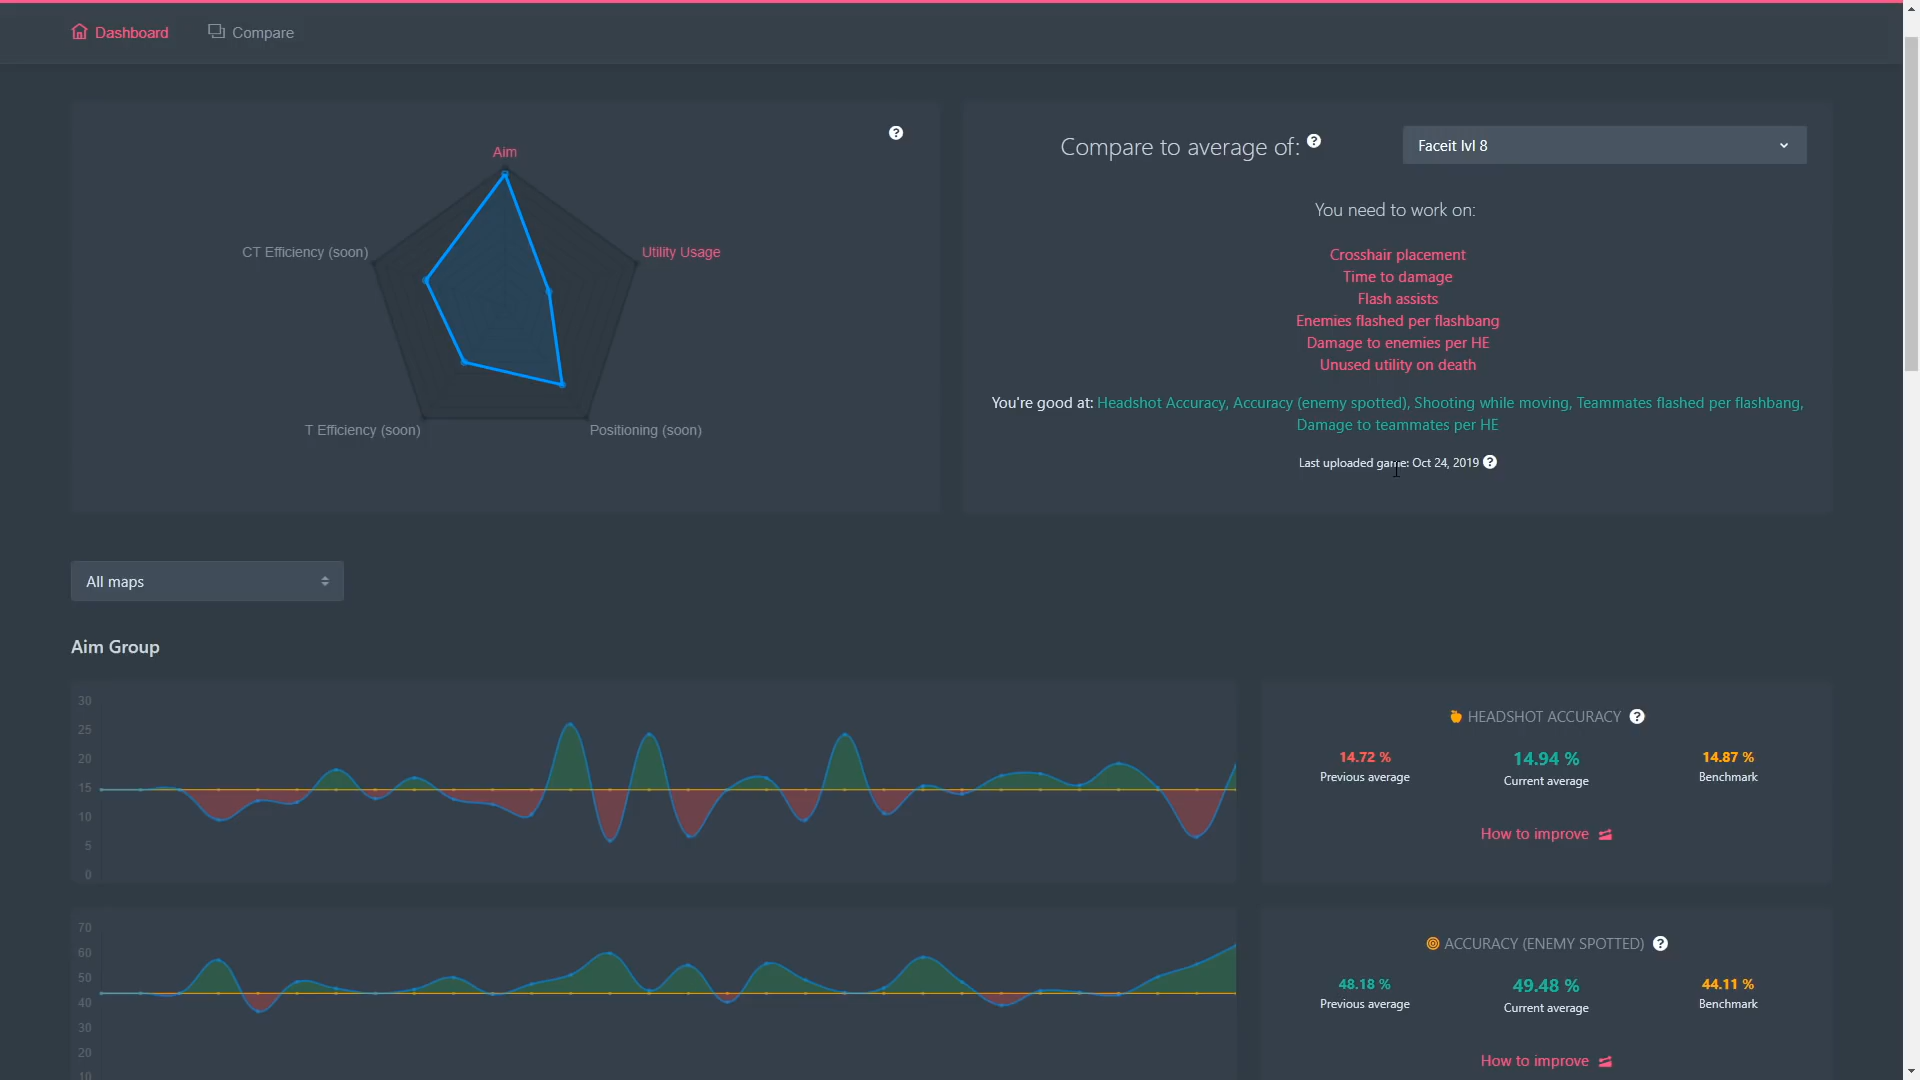 Dashboard
Compare
Aim
CT Efficiency (soon)
Utility Usage
T Efficiency (soon)
Positioning (soon)
Compare to average of:
Faceit lvl 8
You need to work on:
Crosshair placement
Time to damage
Flash assists
Enemies flashed per flashbang
Damage to enemies per HE
Unused utility on death
You're good at: Headshot Accuracy, Accuracy (enemy spotted), Shooting while moving, Teammates flashed per flashbang,
Damage to teammates per HE
Last uploaded game: Oct 24, 2019
All maps
Aim Group
30
25
20
15
10
5
0
HEADSHOT ACCURACY
14.72 %
14.94 %
14.87 %
Previous average
Current average
Benchmark
How to improve
70
60
50
40
30
20
10
ACCURACY (ENEMY SPOTTED)
48.18 %
49.48 %
44.11 %
Previous average
Current average
Benchmark
How to improve